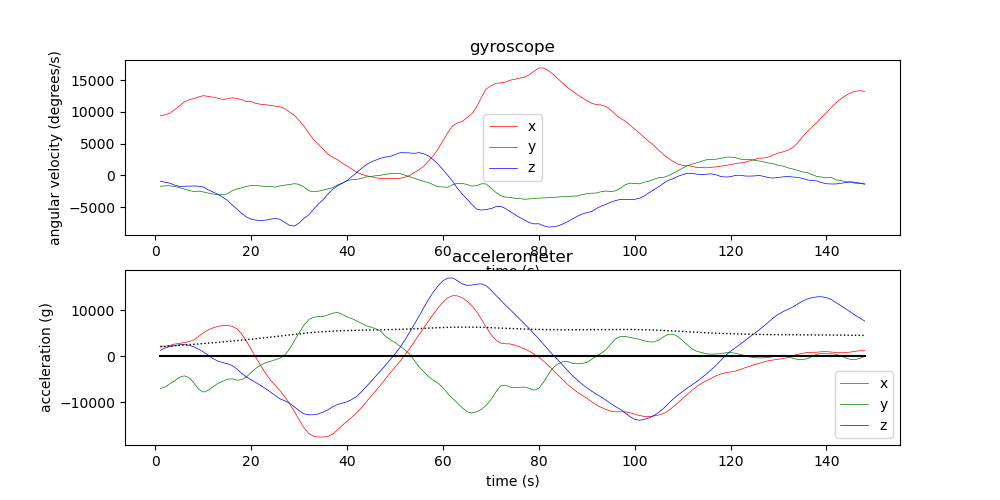 gyroscope
angular velocity (degrees/s)
15000
10000
5000
0
−5000
x
y
z
0 20 40 60 80 100 120 140
time (s)
accelerometer
acceleration (g)
10000
0
−10000
x
y
z
0 20 40 60 80 100 120 140
time (s)